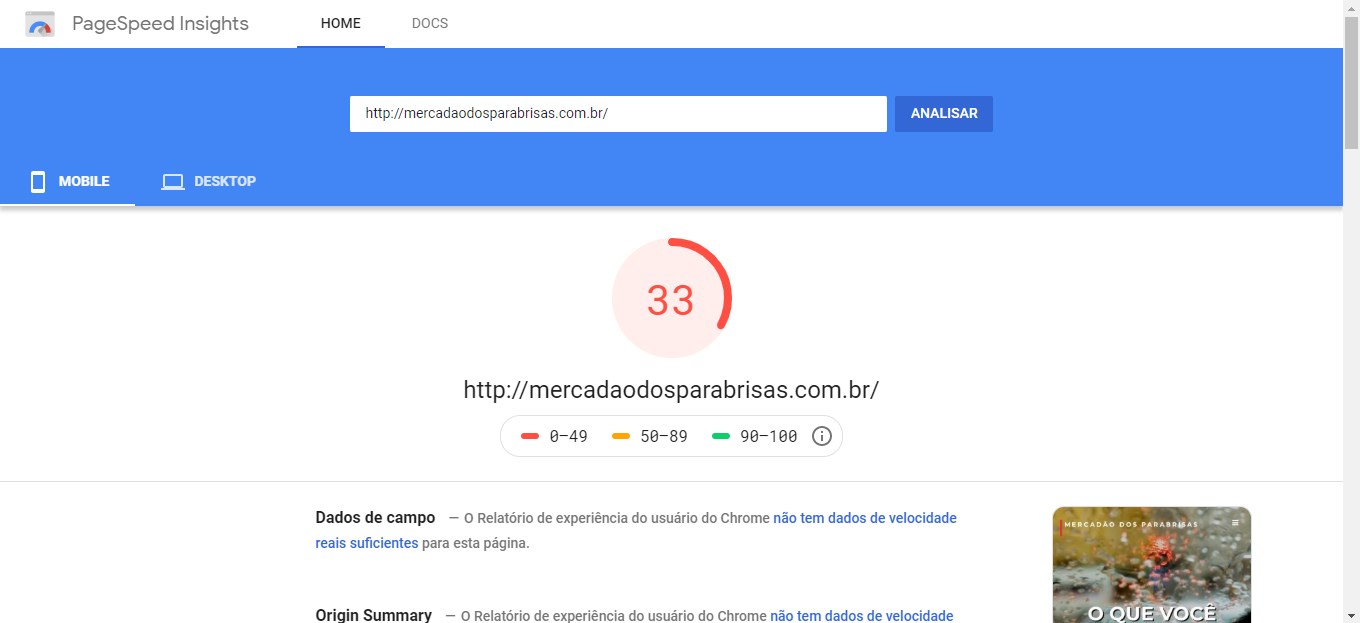 PageSpeed Insights
HOME
DOCS
http://mercadaodosparabrisas.com.br/
ANALISAR
MOBILE
DESKTOP
33
http://mercadaodosparabrisas.com.br/
0–49
50–89
90–100
Dados de campo — O Relatório de experiência do usuário do Chrome não tem dados de velocidade
reais suficientes para esta página.
MERCADÃO DOS PARABRISAS
O QUE VOCÊ
Origin Summary — O Relatório de experiência do usuário do Chrome não tem dados de velocidade